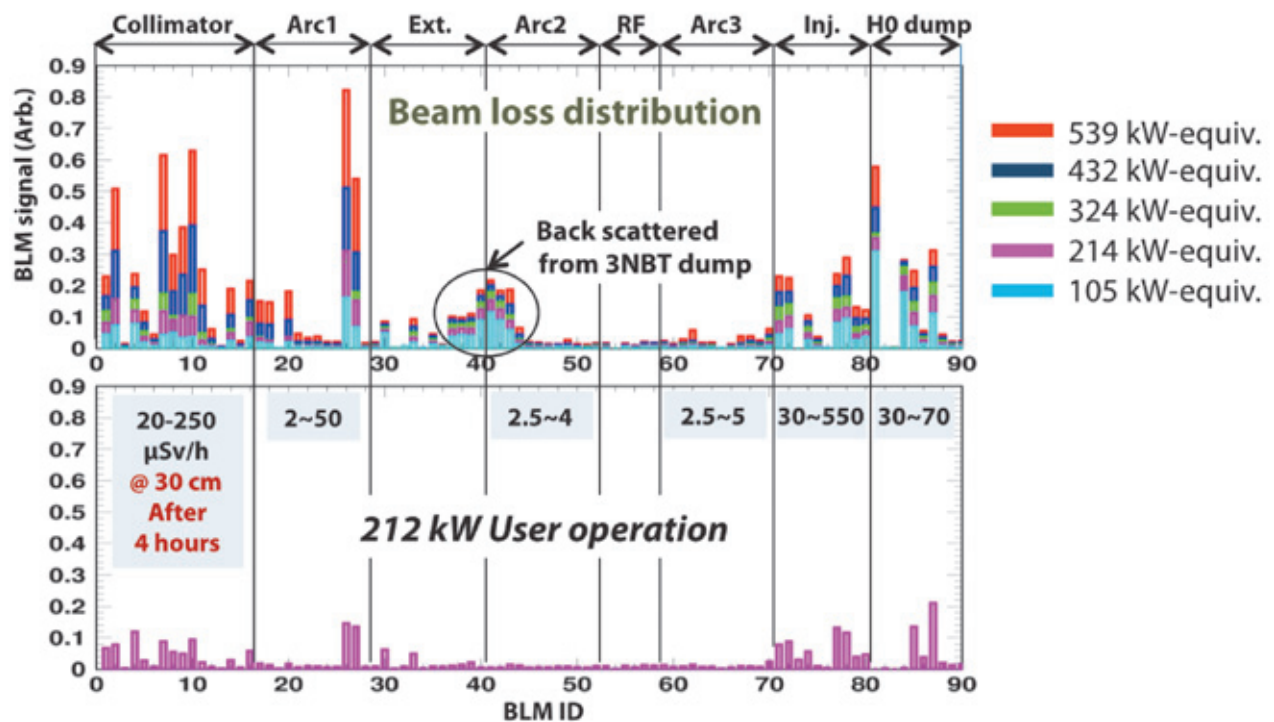 Collimator Arc1 Ext. Arc2 RF Arc3 Inj. H0 dump
0.9
0.8
0.7
0.6
0.5
0.4
0.3
0.2
0.1
0
BLM signal (Arb.)
Beam loss distribution
Back scattered
from 3NBT dump
0 10 20 30 40 50 60 70 80 90
539 kW-equiv.
432 kW-equiv.
324 kW-equiv.
214 kW-equiv.
105 kW-equiv.
0.9
0.8
0.7
0.6
0.5
0.4
0.3
0.2
0.1
0
20-250
μSv/h
@ 30 cm
After
4 hours
2~50
2.5~4
2.5~5
30~550
30~70
212 kW User operation
0 10 20 30 40 50 60 70 80 90
BLM ID